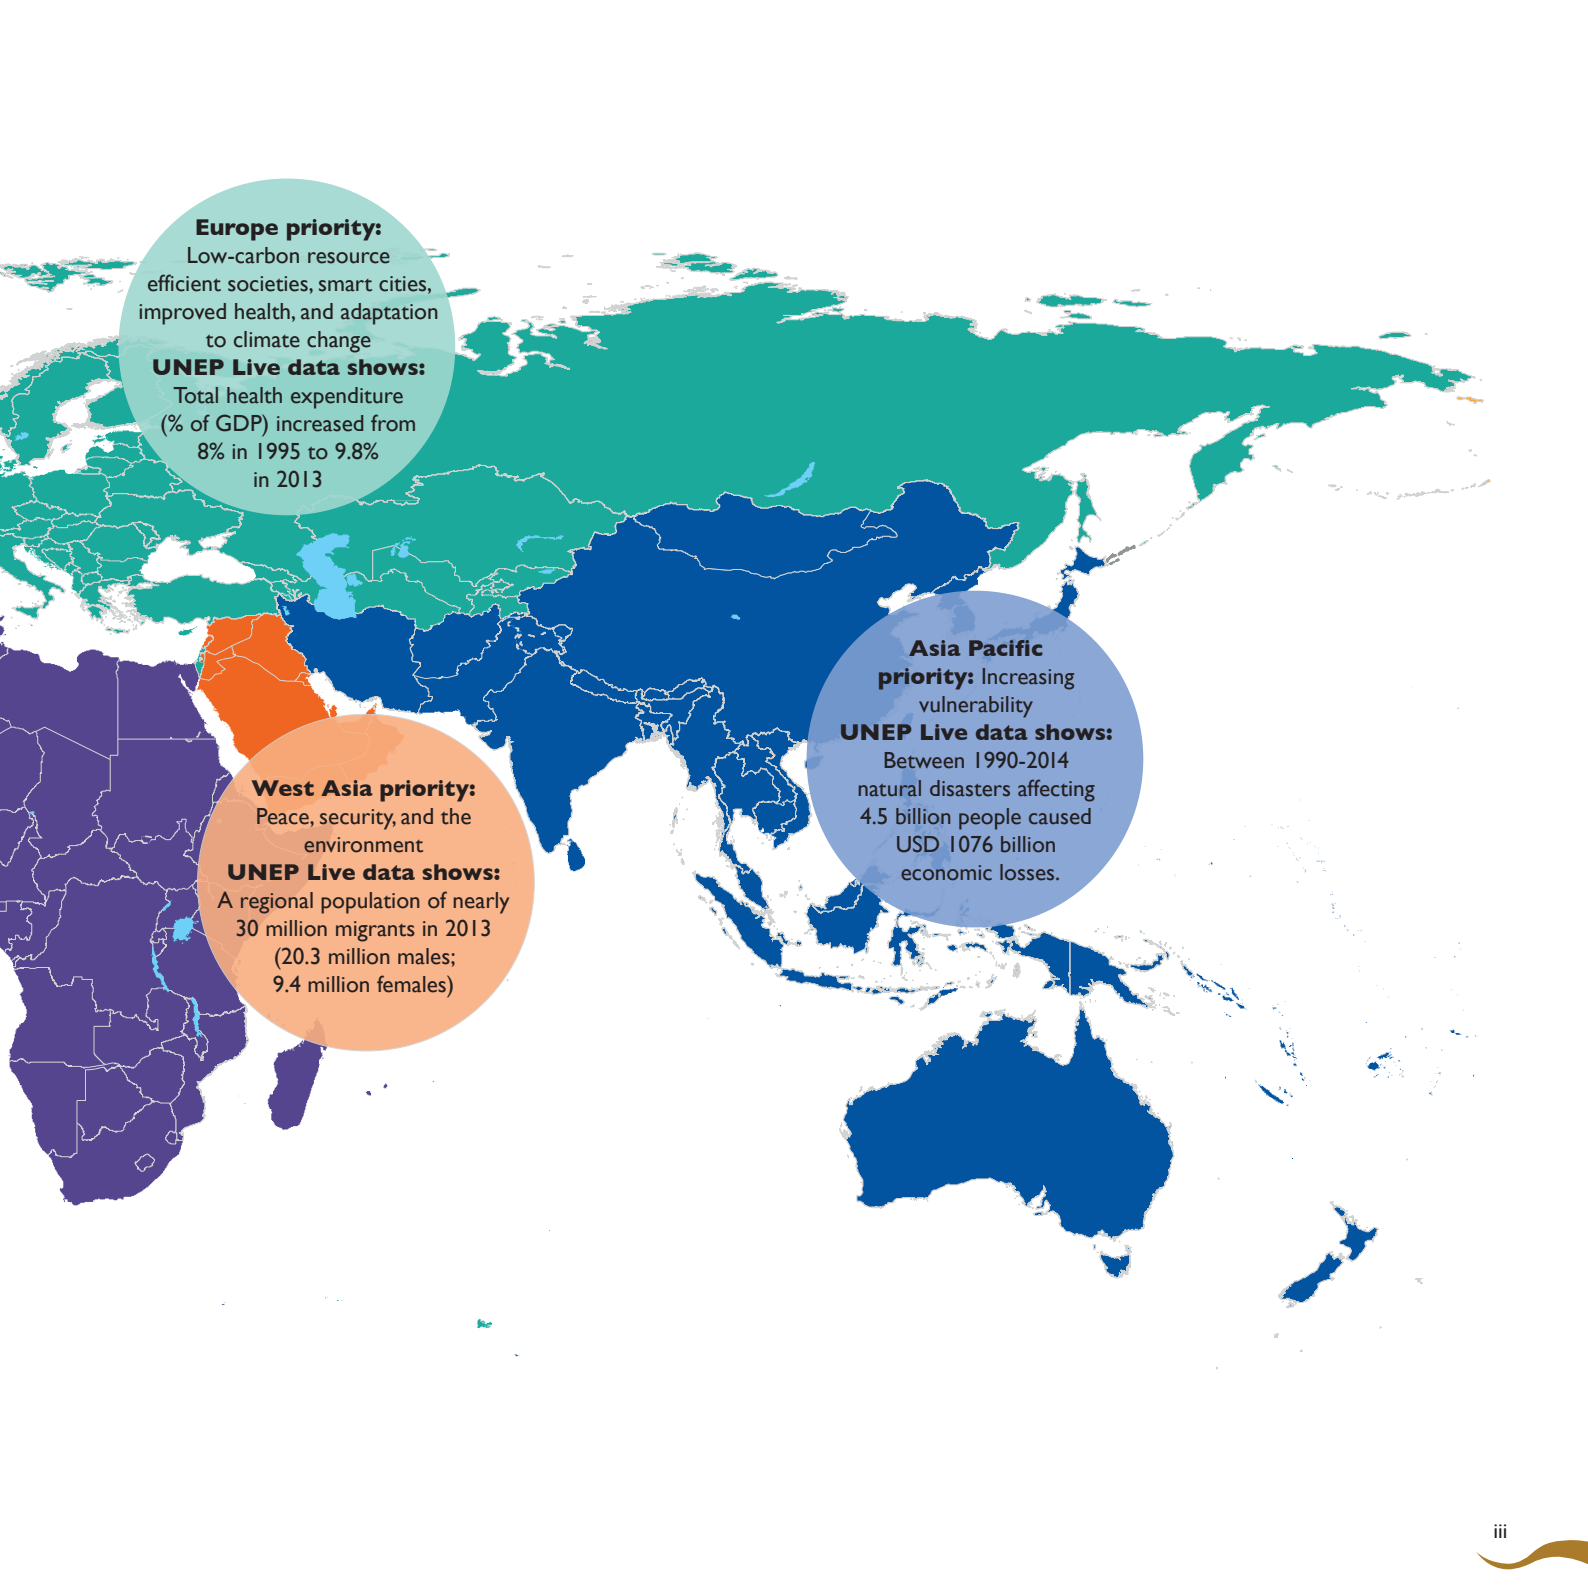 Europe priority:
Low-carbon resource
efficient societies, smart cities,
improved health, and adaptation
to climate change
UNEP Live data shows:
Total health expenditure
(% of GDP) increased from
8% in 1995 to 9.8%
in 2013
Asia Pacific
priority: Increasing
vulnerability
UNEP Live data shows:
Between 1990-2014
natural disasters affecting
4.5 billion people caused
USD 1076 billion
economic losses.
West Asia priority:
Peace, security, and the
environment
UNEP Live data shows:
A regional population of nearly
30 million migrants in 2013
(20.3 million males;
9.4 million females)
iii